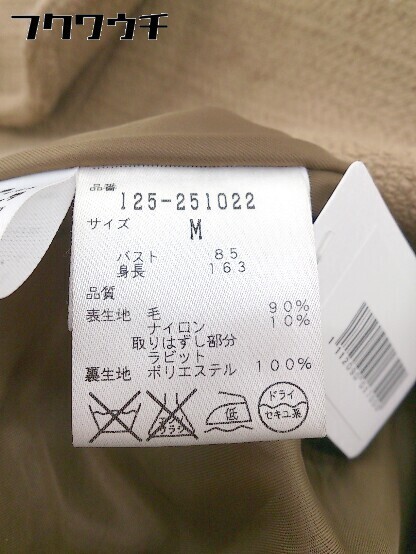 フクワウチ
品番
125-251022
サイズ M
バスト 85
身長 163
品質
表生地 毛 90%
ナイロン 10%
取りはずし部分
ラビット
裏生地 ポリエステル 100%
低
ドライ
セキユ系